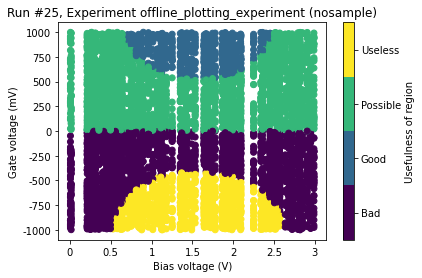 Run #25, Experiment offline_plotting_experiment (nosample)
1000
750
500
250
0
-250
-500
-750
-1000
Gate voltage (mV)
0
0.5
1
1.5
2
2.5
3
Bias voltage (V)
Useless
Possible
Good
Bad
Usefulness of region